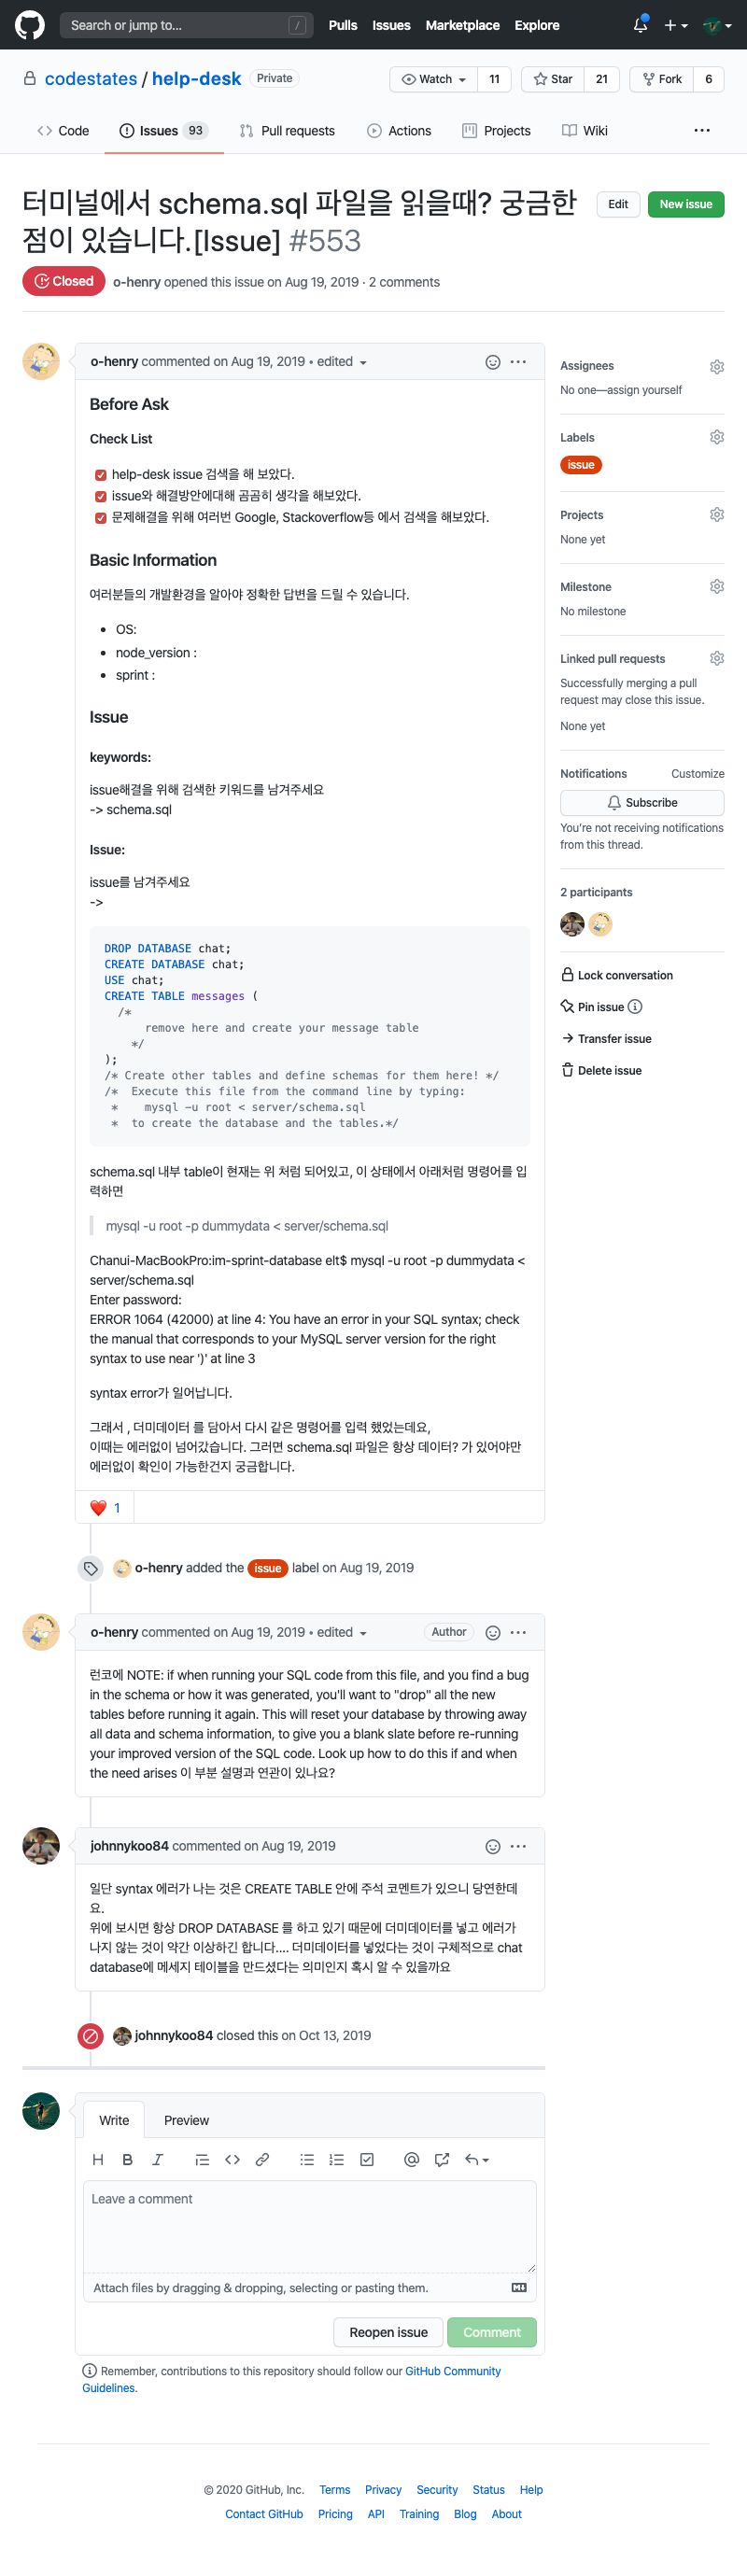 Search or jump to...
/
Pulls Issues Marketplace Explore
codestates / help-desk Private
Watch 11 Star 21 Fork 6
Code Issues 93 Pull requests Actions Projects Wiki
터미널에서 schema.sql 파일을 읽을때? 궁금한
점이 있습니다.[Issue] #553
Edit New issue
Closed o-henry opened this issue on Aug 19, 2019 · 2 comments
o-henry commented on Aug 19, 2019 • edited
Before Ask
Check List
help-desk issue 검색을 해 보았다.
issue와 해결방안에대해 곰곰히 생각을 해보았다.
문제해결을 위해 여러번 Google, Stackoverflow등 에서 검색을 해보았다.
Basic Information
여러분들의 개발환경을 알아야 정확한 답변을 드릴 수 있습니다.
• OS:
• node_version :
• sprint :
Issue
keywords:
issue해결을 위해 검색한 키워드를 남겨주세요
-> schema.sql
Issue:
issue를 남겨주세요
->
DROP DATABASE chat;
CREATE DATABASE chat;
USE chat;
CREATE TABLE messages (
/*
remove here and create your message table
*/
);
/* Create other tables and define schemas for them here! */
/*  Execute this file from the command line by typing:
*    mysql -u root < server/schema.sql
*  to create the database and the tables.*/
schema.sql 내부 table이 현재는 위 처럼 되어있고, 이 상태에서 아래처럼 명령어를 입
력하면
mysql -u root -p dummydata < server/schema.sql
Chanui-MacBookPro:im-sprint-database elt$ mysql -u root -p dummydata <
server/schema.sql
Enter password:
ERROR 1064 (42000) at line 4: You have an error in your SQL syntax; check
the manual that corresponds to your MySQL server version for the right
syntax to use near ')' at line 3
syntax error가 일어납니다.
그래서 , 더미데이터 를 담아서 다시 같은 명령어를 입력 했었는데요,
이때는 에러없이 넘어갔습니다. 그러면 schema.sql 파일은 항상 데이터? 가 있어야만
에러없이 확인이 가능한건지 궁금합니다.
❤️ 1
Assignees
No one—assign yourself
Labels
issue
Projects
None yet
Milestone
No milestone
Linked pull requests
Successfully merging a pull
request may close this issue.
None yet
Notifications Customize
Subscribe
You're not receiving notifications
from this thread.
2 participants
Lock conversation
Pin issue
Transfer issue
Delete issue
o-henry added the issue label on Aug 19, 2019
o-henry commented on Aug 19, 2019 • edited Author
런코에 NOTE: if when running your SQL code from this file, and you find a bug
in the schema or how it was generated, you'll want to "drop" all the new
tables before running it again. This will reset your database by throwing away
all data and schema information, to give you a blank slate before re-running
your improved version of the SQL code. Look up how to do this if and when
the need arises 이 부분 설명과 연관이 있나요?
johnnykoo84 commented on Aug 19, 2019
일단 syntax 에러가 나는 것은 CREATE TABLE 안에 주석 코멘트가 있으니 당연한데
요.
위에 보시면 항상 DROP DATABASE 를 하고 있기 때문에 더미데이터를 넣고 에러가
나지 않는 것이 약간 이상하긴 합니다.... 더미데이터를 넣었다는 것이 구체적으로 chat
database에 메세지 테이블을 만드셨다는 의미인지 혹시 알 수 있을까요
johnnykoo84 closed this on Oct 13, 2019
Write Preview
Leave a comment
Attach files by dragging & dropping, selecting or pasting them.
Reopen issue Comment
Remember, contributions to this repository should follow our GitHub Community
Guidelines.
© 2020 GitHub, Inc. Terms Privacy Security Status Help
Contact GitHub Pricing API Training Blog About